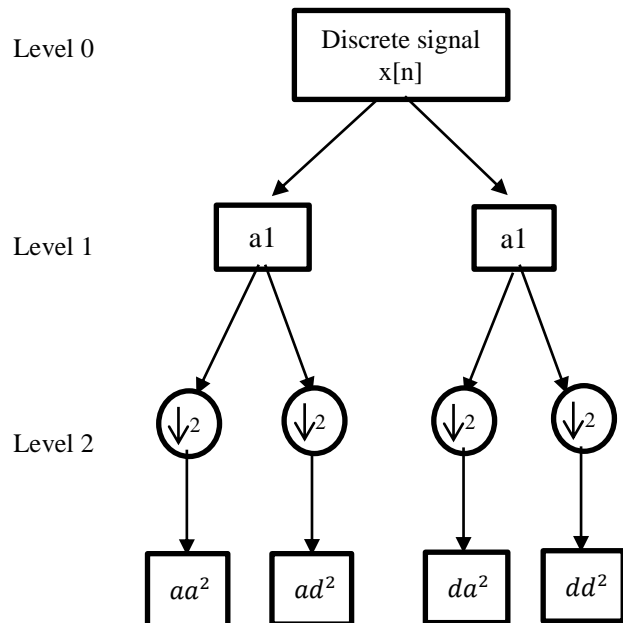 Level 0
Discrete signal
x[n]
Level 1
a1
a1
Level 2
↓2
↓2
↓2
↓2
aa²
ad²
da²
dd²